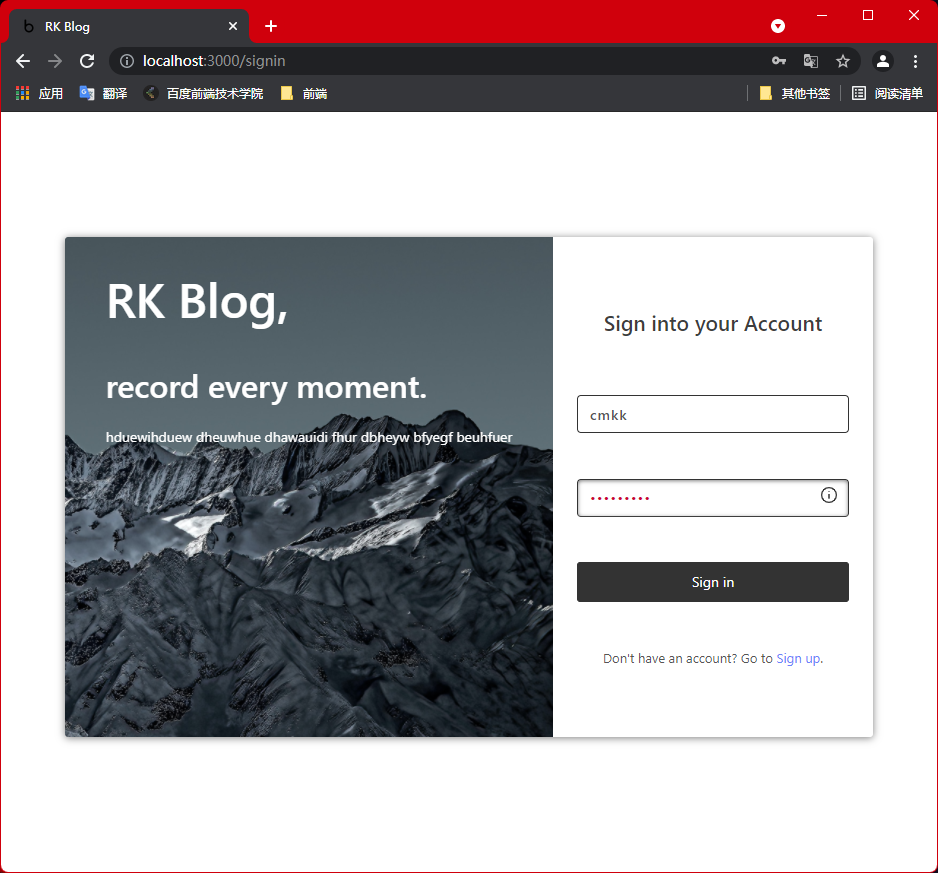 RK Blog
localhost:3000/signin
应用 翻译 百度前端技术学院 前端 其他书签 阅读清单
RK Blog,
record every moment.
hduewihduew dheuwhue dhawauidi fhur dbheyw bfyegf beuhfuer
Sign into your Account
cmkk
•••••••••
Sign in
Don't have an account? Go to Sign up.